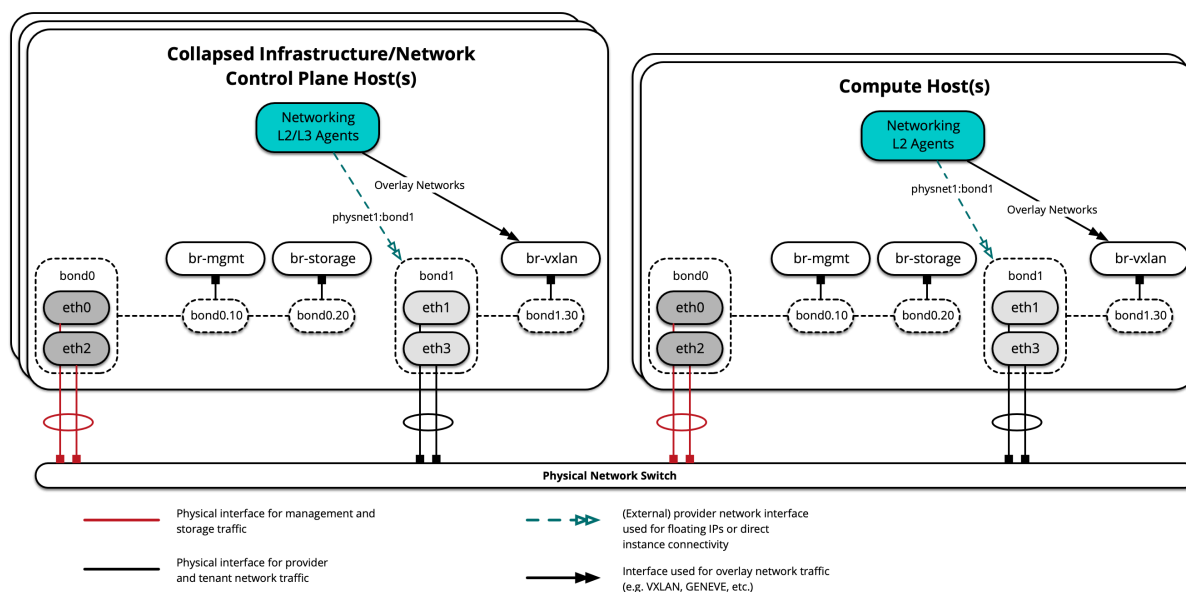 Collapsed Infrastructure/Network
Control Plane Host(s)
Networking
L2/L3 Agents
Overlay Networks
physnet1:bond1
br-mgmt
br-storage
br-vxlan
bond0
bond1
eth0
eth2
bond0.10
bond0.20
eth1
eth3
bond1.30
Compute Host(s)
Networking
L2 Agents
physnet1:bond1
Overlay Networks
br-mgmt
br-storage
br-vxlan
bond0
bond1
eth0
eth2
bond0.10
bond0.20
eth1
eth3
bond1.30
Physical Network Switch
Physical interface for management and
storage traffic
Physical interface for provider
and tenant network traffic
(External) provider network interface
used for floating IPs or direct
instance connectivity
Interface used for overlay network traffic
(e.g. VXLAN, GENEVE, etc.)